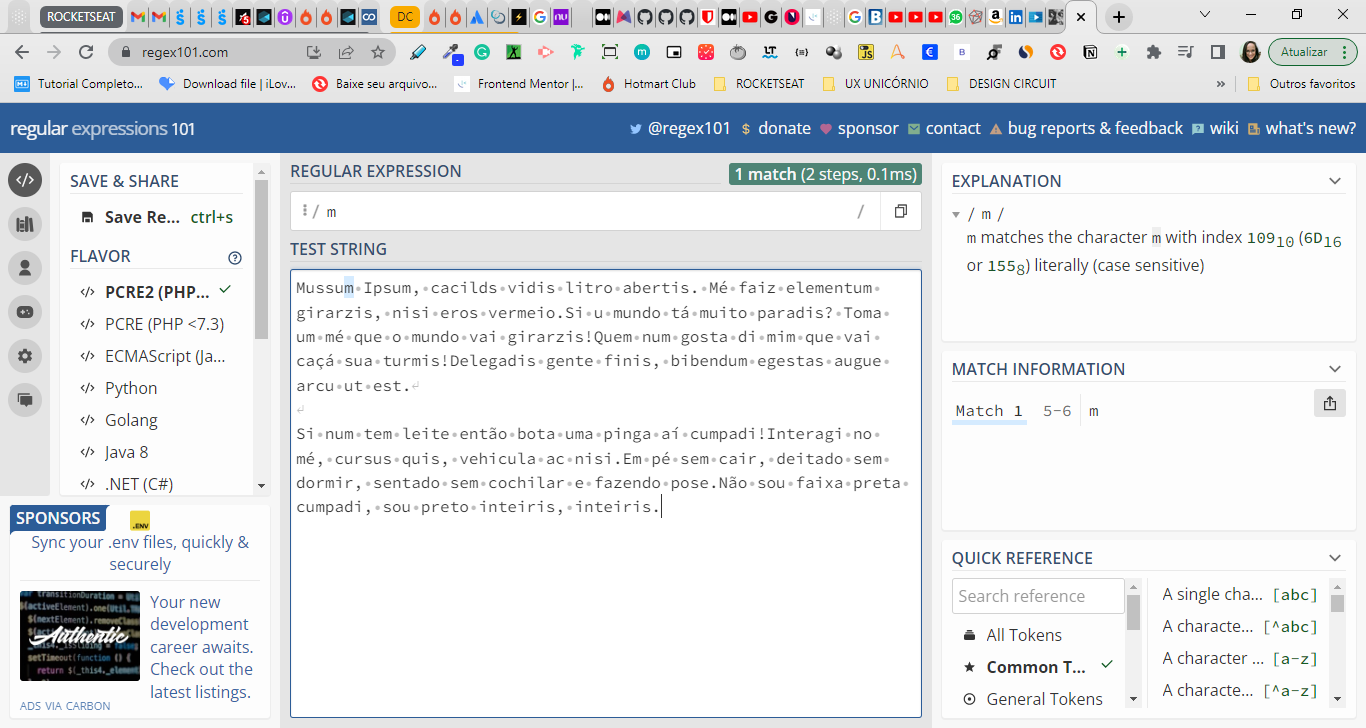 ROCKETSEAT
DC
regex101.com
Atualizar
Tutorial Completo...
Download file | iLov...
Baixe seu arquivo...
Frontend Mentor |...
Hotmart Club
ROCKETSEAT
UX UNICÓRNIO
DESIGN CIRCUIT
»
Outros favoritos
regular expressions 101
@regex101
$ donate
sponsor
contact
bug reports & feedback
wiki
what's new?
SAVE & SHARE
Save Re... ctrl+s
FLAVOR
</> PCRE2 (PHP...
</> PCRE (PHP <7.3)
</> ECMAScript (Ja...
</> Python
</> Golang
</> Java 8
</> .NET (C#)
SPONSORS
.ENV
Sync your .env files, quickly &
securely
Authentic
Your new
development
career awaits.
Check out the
latest listings.
ADS VIA CARBON
REGULAR EXPRESSION
1 match (2 steps, 0.1ms)
/ m /
TEST STRING
Mussum Ipsum, cacilds vidis litro abertis. Mé faiz elementum
girarzis, nisi eros vermeio.Si u mundo tá muito paradis? Toma
um mé que o mundo vai girarzis!Quem num gosta di mim que vai
caçá sua turmis!Delegadis gente finis, bibendum egestas augue
arcu ut est.
Si num tem leite então bota uma pinga aí cumpadi!Interagi no
mé, cursus quis, vehicula ac nisi.Em pé sem cair, deitado sem
dormir, sentado sem cochilar e fazendo pose.Não sou faixa preta
cumpadi, sou preto inteiris, inteiris.
EXPLANATION
/ m /
m matches the character m with index 109₁₀ (6D₁₆
or 155₈) literally (case sensitive)
MATCH INFORMATION
Match 1 5-6 m
QUICK REFERENCE
Search reference
All Tokens
Common T...
General Tokens
A single cha... [abc]
A characte... [^abc]
A character ... [a-z]
A characte... [^a-z]